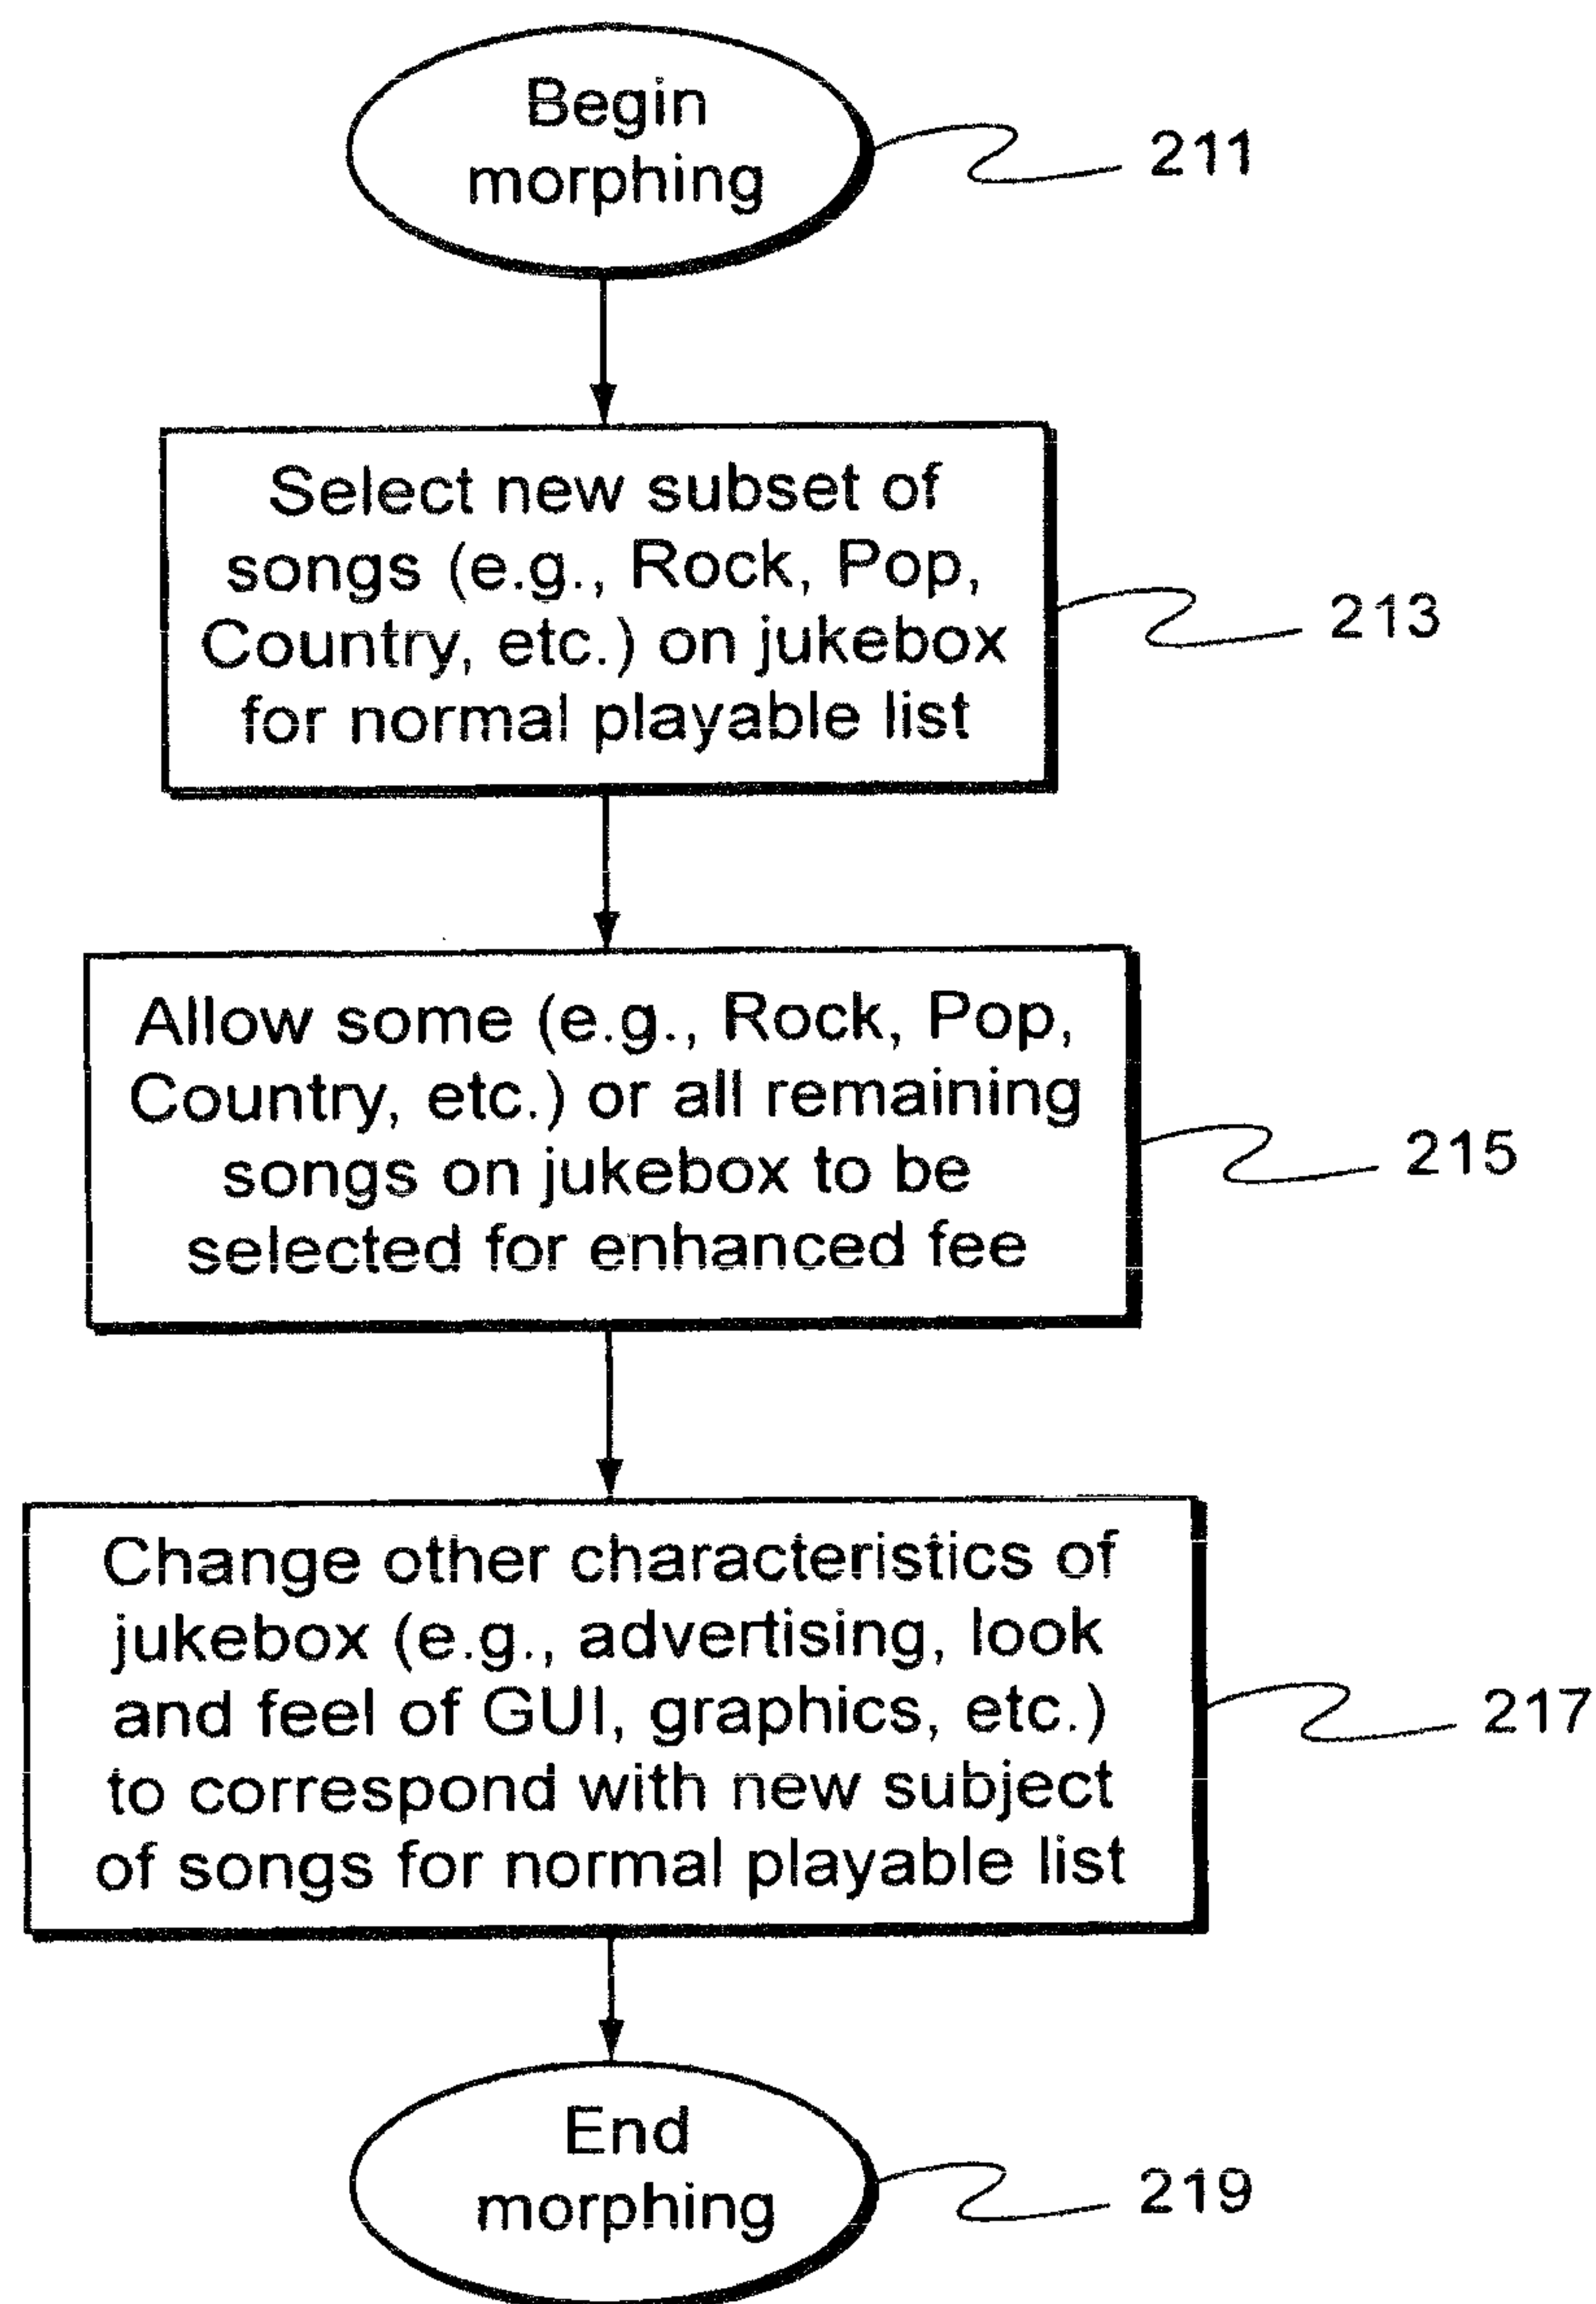 Begin
morphing
211
Select new subset of
songs (e.g., Rock, Pop,
Country, etc.) on jukebox
for normal playable list
213
Allow some (e.g., Rock, Pop,
Country, etc.) or all remaining
songs on jukebox to be
selected for enhanced fee
215
Change other characteristics of
jukebox (e.g., advertising, look
and feel of GUI, graphics, etc.)
to correspond with new subject
of songs for normal playable list
217
End
morphing
219